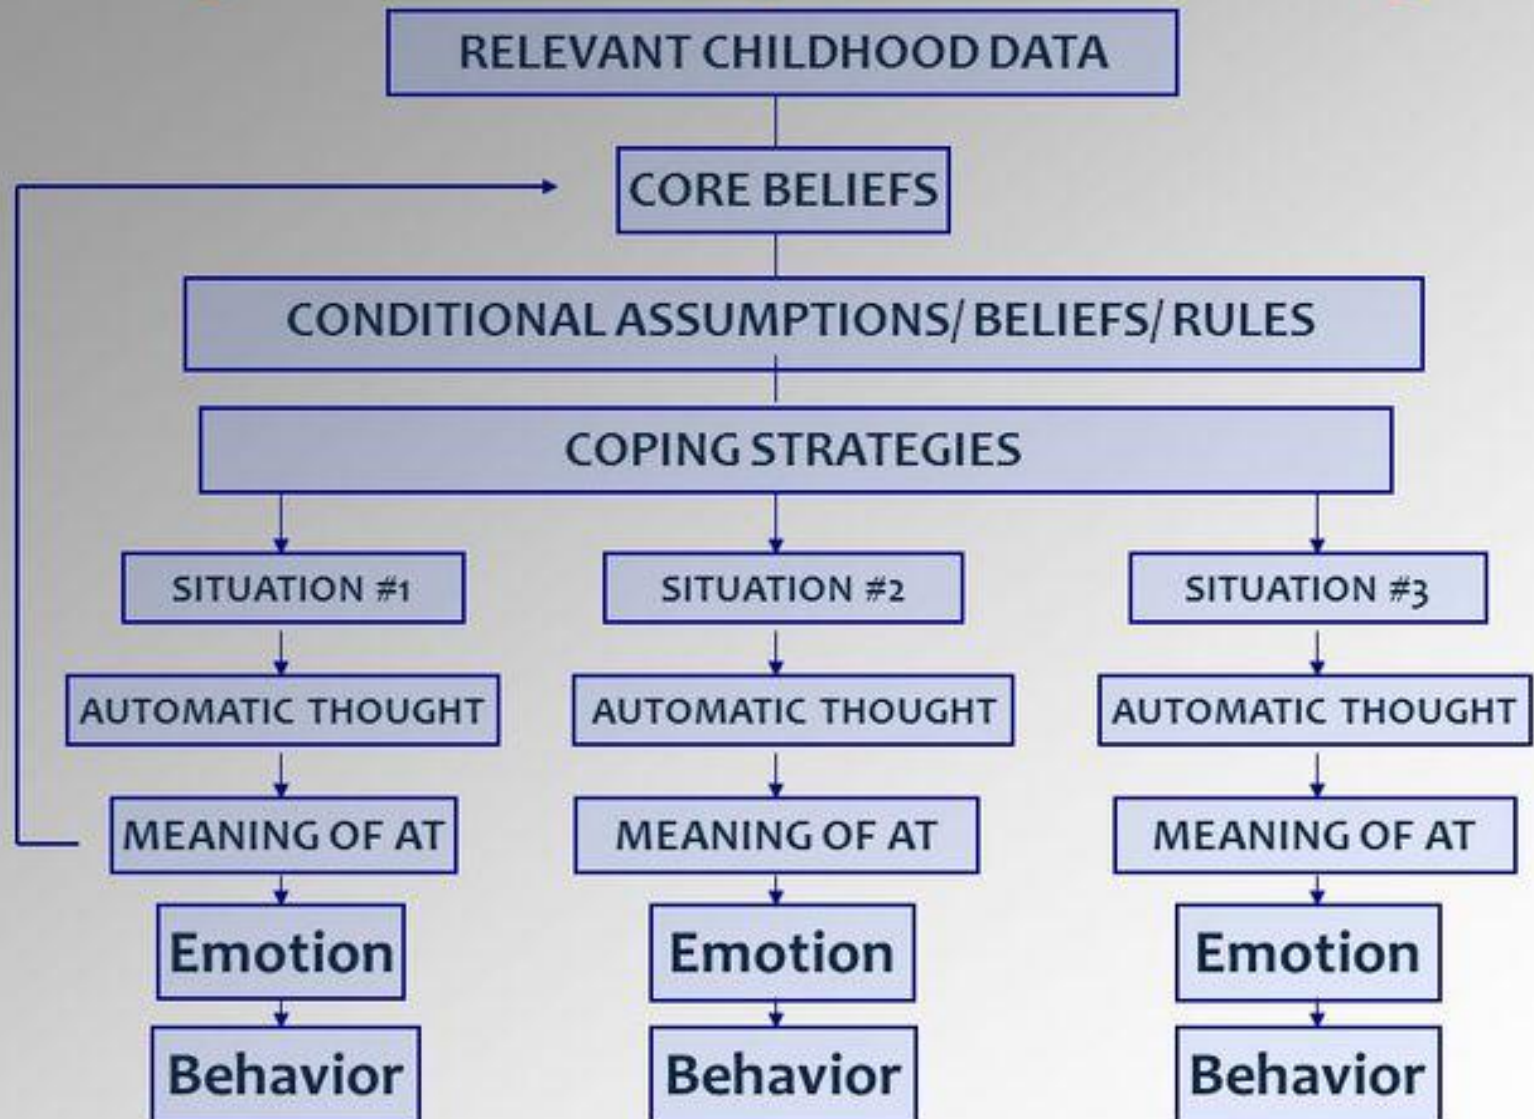 RELEVANT CHILDHOOD DATA
CORE BELIEFS
CONDITIONAL ASSUMPTIONS/ BELIEFS/ RULES
COPING STRATEGIES
SITUATION #1
SITUATION #2
SITUATION #3
AUTOMATIC THOUGHT
AUTOMATIC THOUGHT
AUTOMATIC THOUGHT
MEANING OF AT
MEANING OF AT
MEANING OF AT
Emotion
Emotion
Emotion
Behavior
Behavior
Behavior